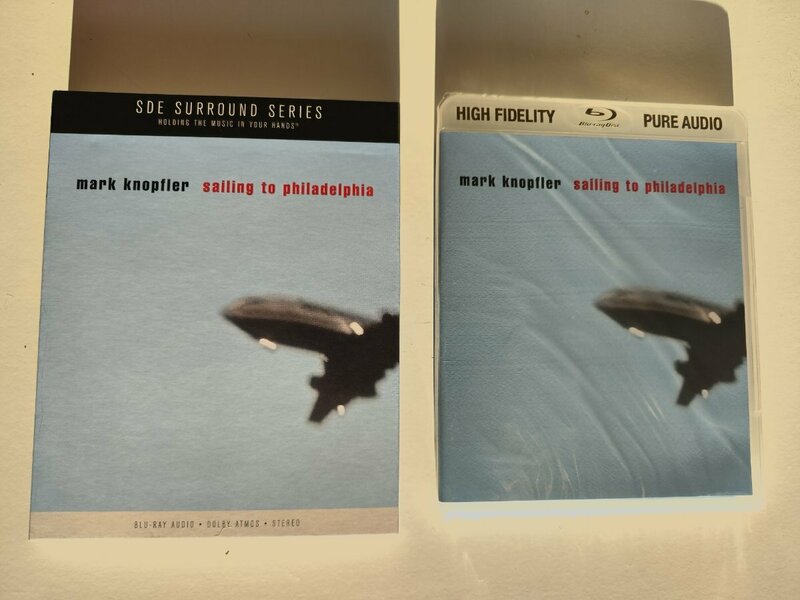 SDE SURROUND SERIES
HOLDING THE MUSIC IN YOUR HANDS®
mark knopfler sailing to philadelphia
BLU-RAY AUDIO • DOLBY ATMOS • STEREO
HIGH FIDELITY Blu-ray Disc PURE AUDIO
mark knopfler sailing to philadelphia